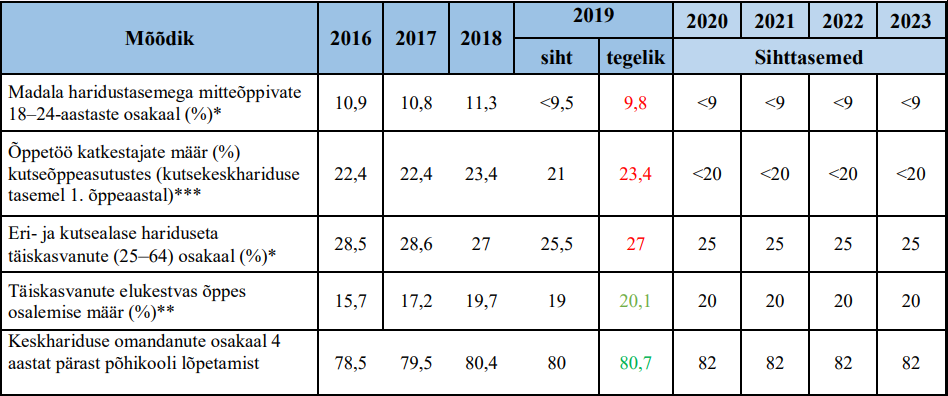 Mõõdik 2016 2017 2018 2019 2020 2021 2022 2023
siht tegelik Sihttasemed
Madala haridustasemega mitteõppivate
18–24-aastaste osakaal (%)* 10,9 10,8 11,3 <9,5 9,8 <9 <9 <9 <9
Õppetöö katkestajate määr (%)
kutseõppeasutustes (kutsekeskhariduse
tasemel 1. õppeaastal)*** 22,4 22,4 23,4 21 23,4 <20 <20 <20 <20
Eri- ja kutsealase hariduseta
täiskasvanute (25–64) osakaal (%)* 28,5 28,6 27 25,5 27 25 25 25 25
Täiskasvanute elukestvas õppes
osalemise määr (%)** 15,7 17,2 19,7 19 20,1 20 20 20 20
Keskhariduse omandanute osakaal 4
aastat pärast põhikooli lõpetamist 78,5 79,5 80,4 80 80,7 82 82 82 82